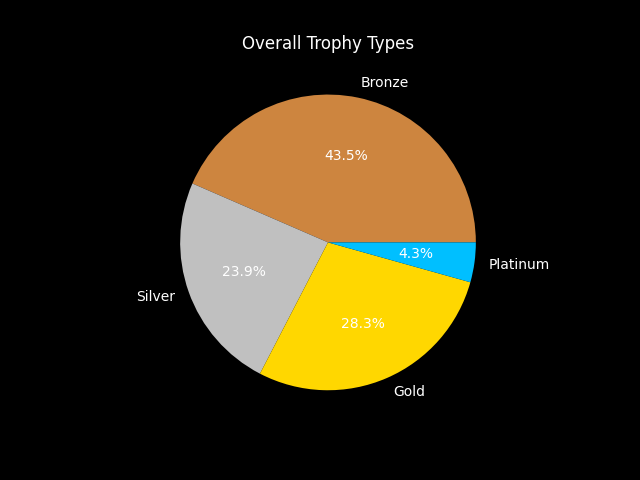 Overall Trophy Types
Bronze
43.5%
4.3%
Platinum
23.9%
Silver
28.3%
Gold